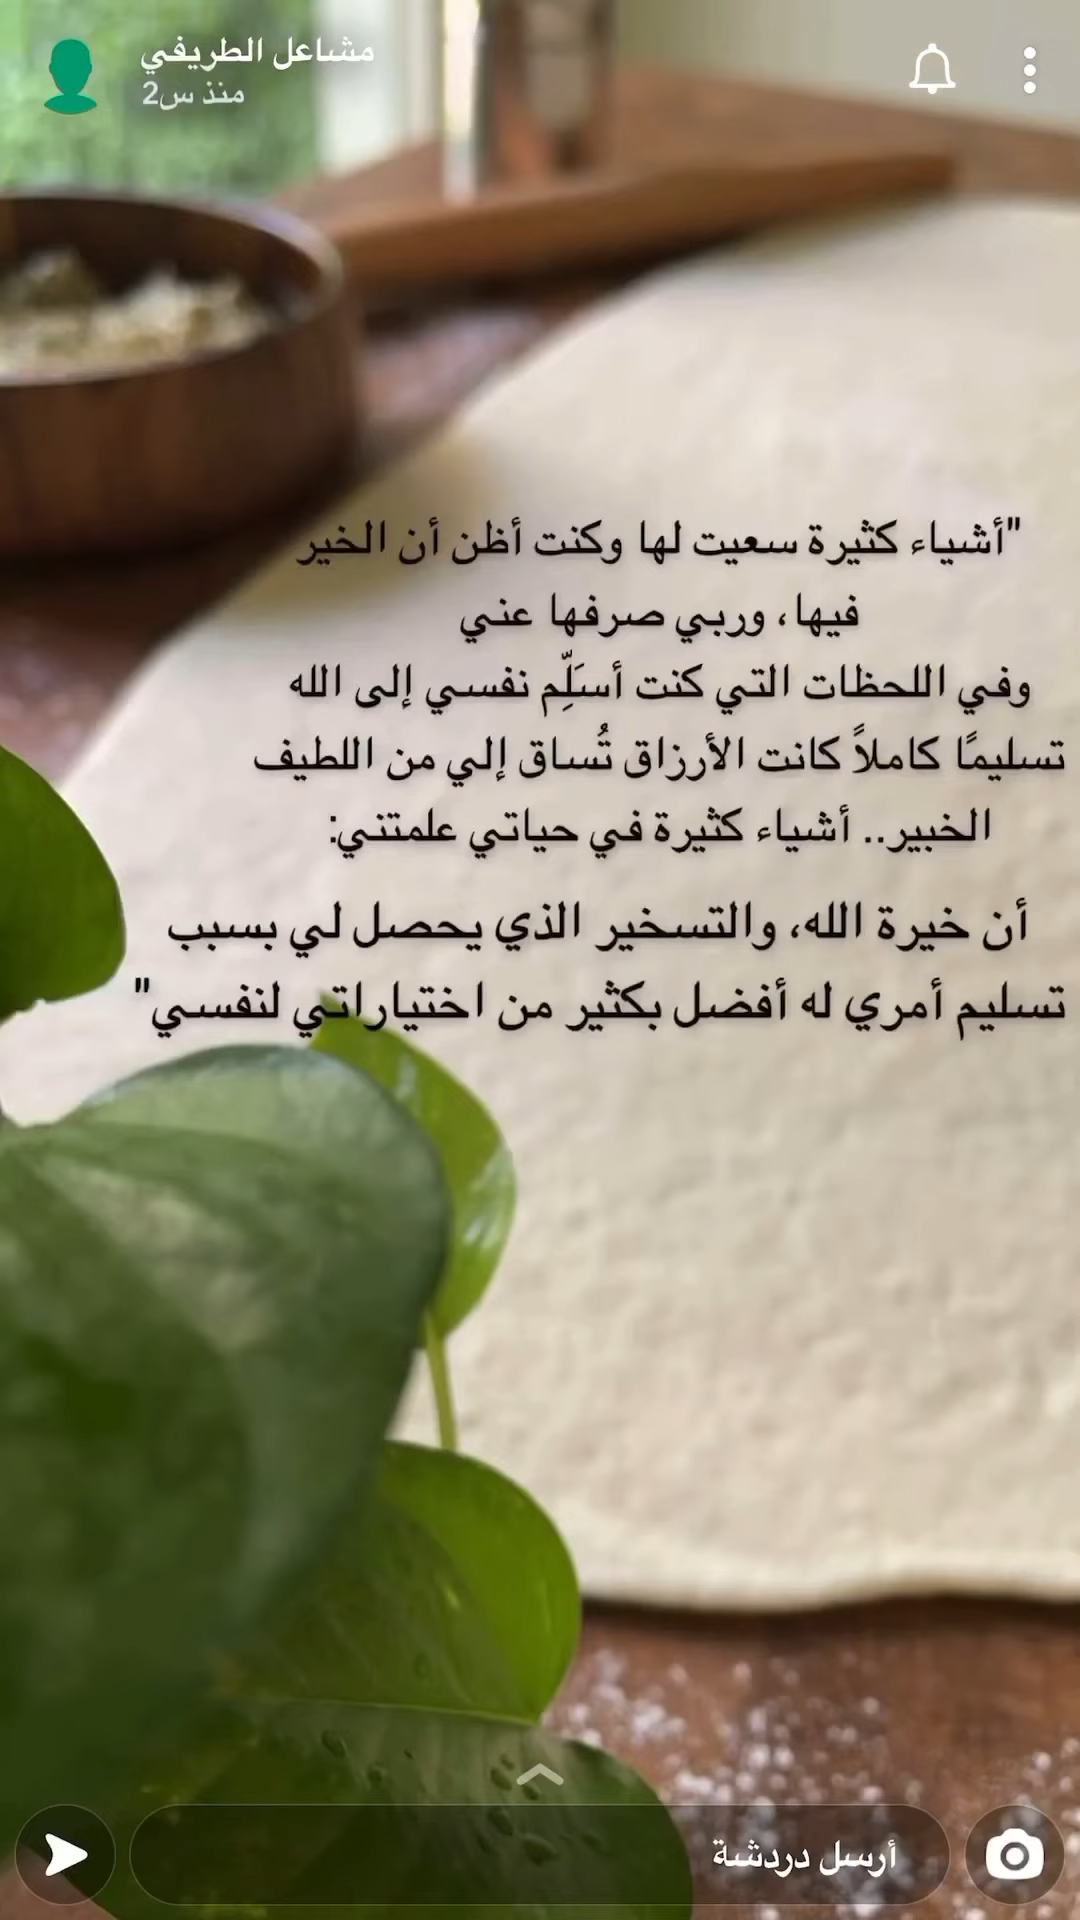 مشاعل الطريفي
منذ 2س
"أشياء كثيرة سعيت لها وكنت أظن أن الخير
فيها، وربي صرفها عني
وفي اللحظات التي كنت أسَلِّم نفسي إلى الله
تسليمًا كاملاً كانت الأرزاق تُساق إلي من اللطيف
الخبير.. أشياء كثيرة في حياتي علمتني:
أن خيرة الله، والتسخير الذي يحصل لي بسبب
تسليم أمري له أفضل بكثير من اختياراتي لنفسي"
أرسل دردشة